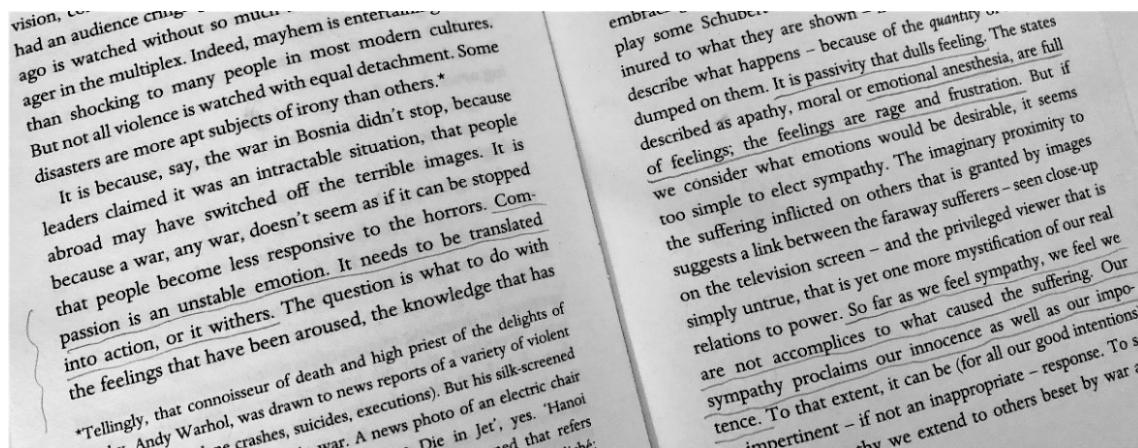 vision,
had an audience
ago is watched without so much
ager in the multiplex. Indeed, mayhem is
than shocking to many people in most modern cultures.
But not all violence is watched with equal detachment. Some
disasters are more apt subjects of irony than others.*
It is because, say, the war in Bosnia didn't stop, because
leaders claimed it was an intractable situation, that people
abroad may have switched off the terrible images. It is
because a war, any war, doesn't seem as if it can be stopped
that people become less responsive to the horrors. Com-
passion is an unstable emotion. It needs to be translated
into action, or it withers. The question is what to do with
the feelings that have been aroused, the knowledge that has
*Tellingly, that connoisseur of death and high priest of the delights of
Andy Warhol, was drawn to news reports of a variety of violent
crashes, suicides, executions). But his silk-screened
war. A news photo of an electric chair
Die in Jet', yes. 'Hanoi
that refers
play some Schubert
inured to what they are shown –
describe what happens – because of the quantity
dumped on them. It is passivity that dulls feeling. The states
described as apathy, moral or emotional anesthesia, are full
of feelings; the feelings are rage and frustration. But if
we consider what emotions would be desirable, it seems
too simple to elect sympathy. The imaginary proximity to
the suffering inflicted on others that is granted by images
suggests a link between the faraway sufferers – seen close-up
on the television screen – and the privileged viewer that is
simply untrue, that is yet one more mystification of our real
relations to power. So far as we feel sympathy, we feel we
are not accomplices to what caused the suffering. Our
sympathy proclaims our innocence as well as our impo-
tence. To that extent, it can be (for all our good intentions
impertinent – if not an inappropriate – response. To
we extend to others beset by war